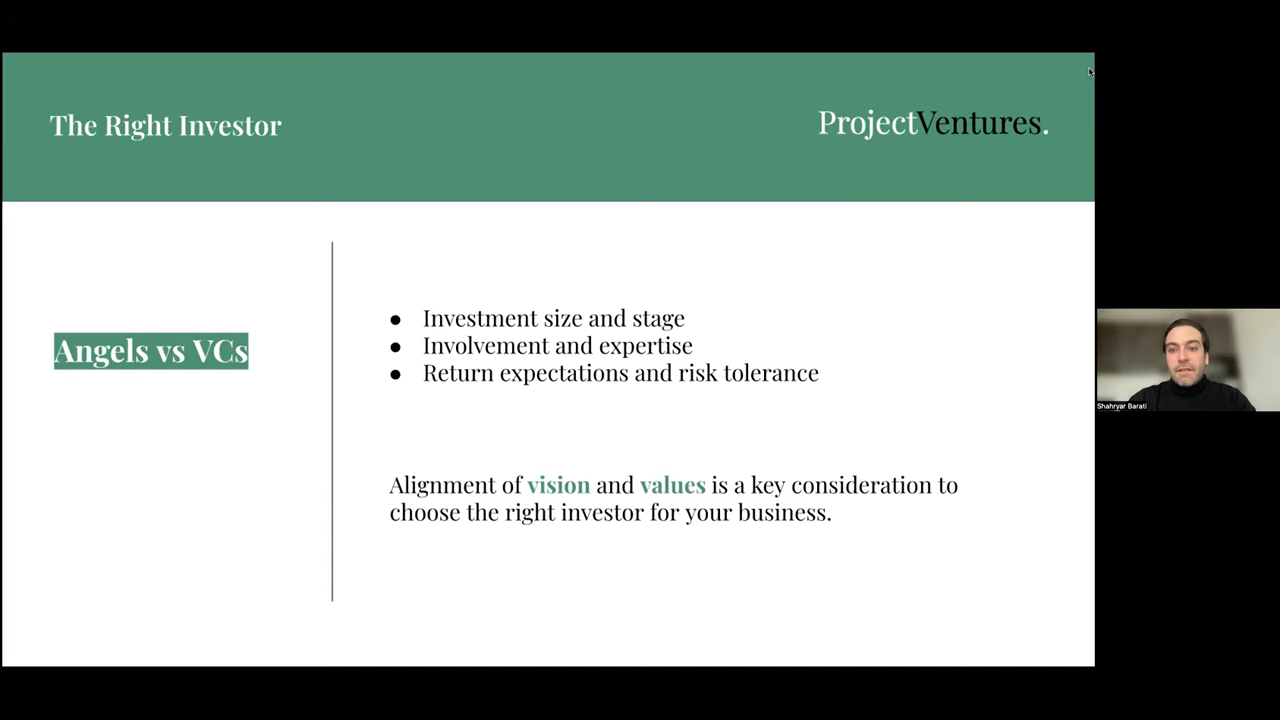 The Right Investor
ProjectVentures.
Angels vs VCs
● Investment size and stage
● Involvement and expertise
● Return expectations and risk tolerance
Alignment of vision and values is a key consideration to
choose the right investor for your business.
Shahryar Barati